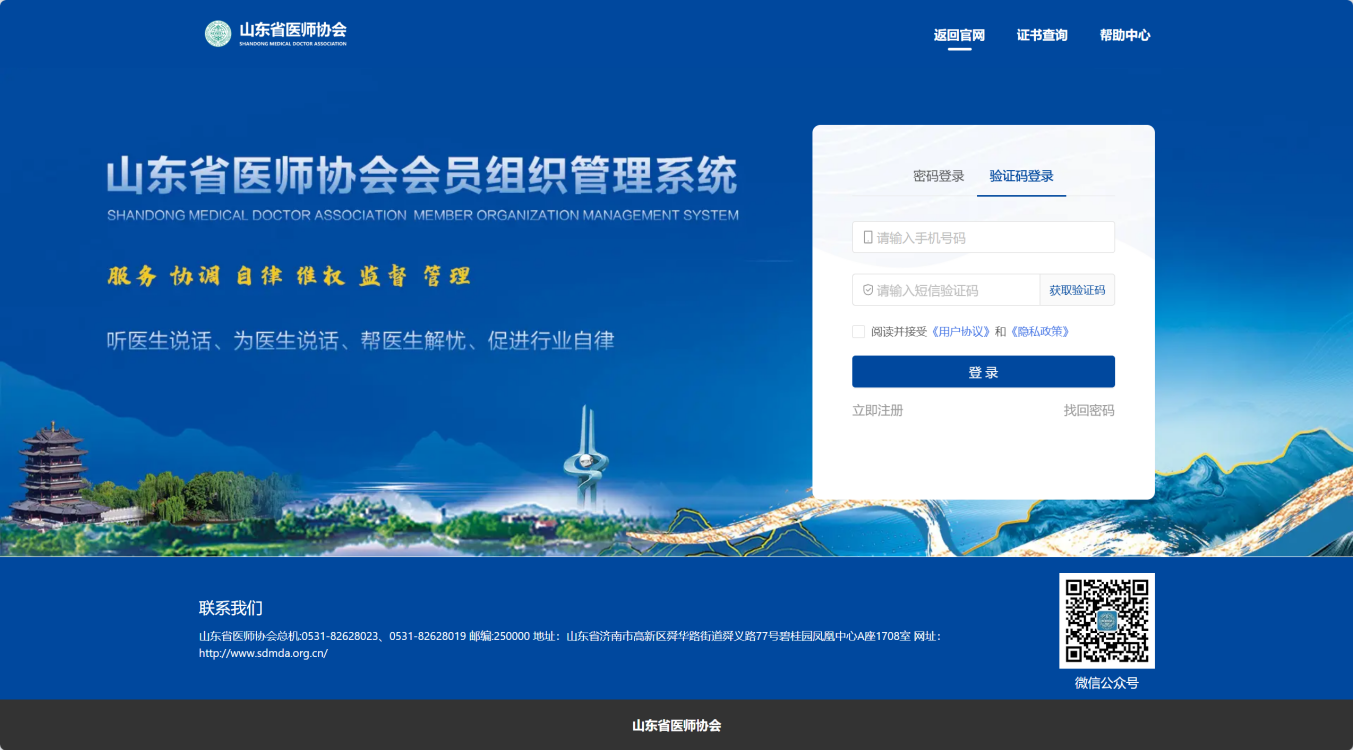 山东省医师协会
SHANDONG MEDICAL DOCTOR ASSOCIATION
返回官网 证书查询 帮助中心
山东省医师协会会员组织管理系统
SHANDONG MEDICAL DOCTOR ASSOCIATION MEMBER ORGANIZATION MANAGEMENT SYSTEM
服务 协调 自律 维权 监督 管理
听医生说话、为医生说话、帮医生解忧、促进行业自律
密码登录 验证码登录
请输入手机号码
请输入短信验证码 获取验证码
阅读并接受《用户协议》和《隐私政策》
登 录
立即注册 找回密码
联系我们
山东省医师协会总机:0531-82628023、0531-82628019 邮编:250000 地址：山东省济南市高新区舜华路街道舜义路77号碧桂园凤凰中心A座1708室 网址：
http://www.sdmda.org.cn/
微信公众号
山东省医师协会